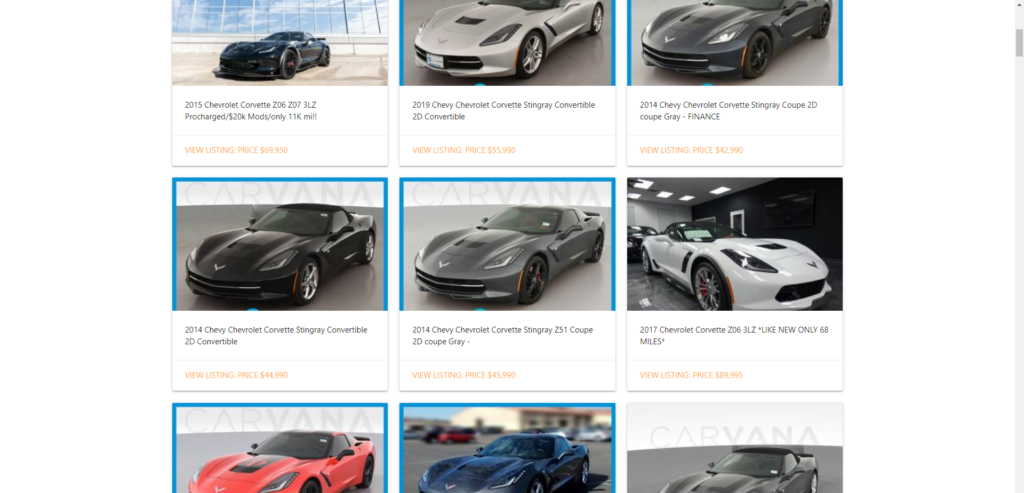 2015 Chevrolet Corvette Z06 Z07 3LZ
Procharged/$20k Mods/only 11K mi!!
2019 Chevy Chevrolet Corvette Stingray Convertible
2D Convertible
2014 Chevy Chevrolet Corvette Stingray Coupe 2D
coupe Gray - FINANCE
VIEW LISTING: PRICE $69,950
VIEW LISTING: PRICE $55,990
VIEW LISTING: PRICE $42,990
CARVANA
CARVANA
2014 Chevy Chevrolet Corvette Stingray Convertible
2D Convertible
2014 Chevy Chevrolet Corvette Stingray Z51 Coupe
2D coupe Gray -
2017 Chevrolet Corvette Z06 3LZ *LIKE NEW ONLY 68
MILES*
VIEW LISTING: PRICE $44,990
VIEW LISTING: PRICE $45,990
VIEW LISTING: PRICE $89,995
CARVANA
CARVANA